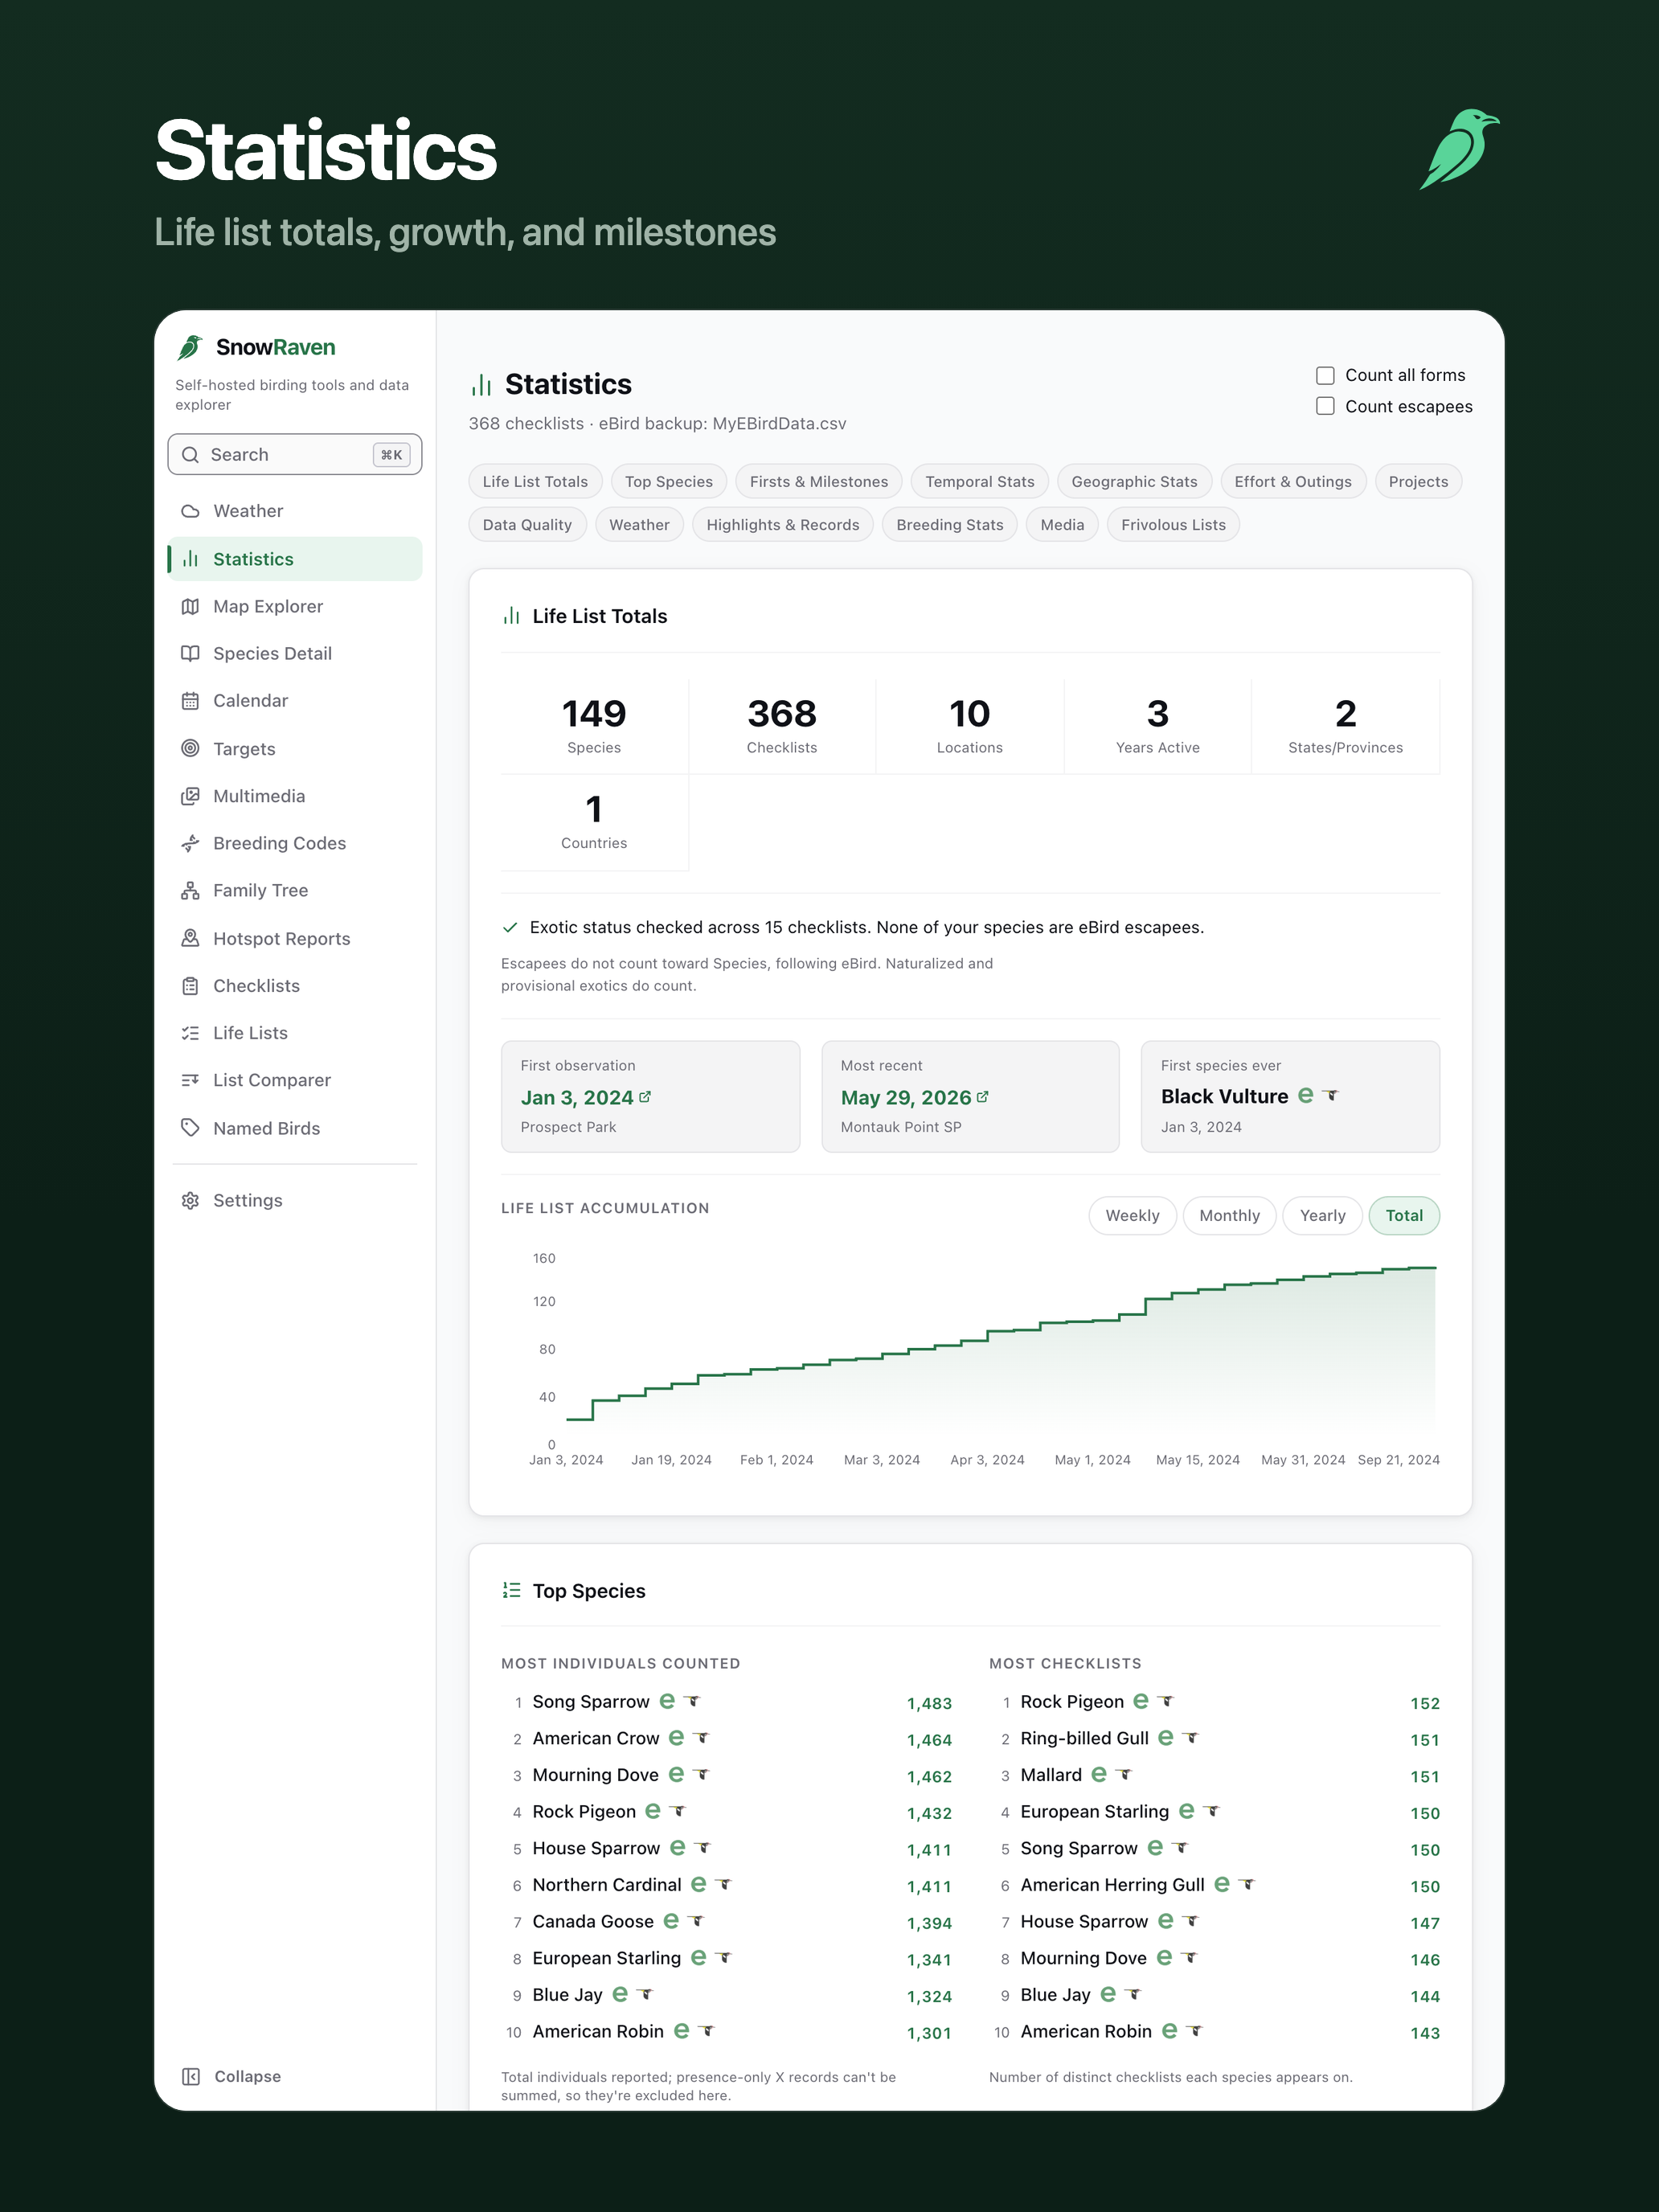 Statistics
Life list totals, growth, and milestones
SnowRaven
Self-hosted birding tools and data
explorer
Search ⌘K
Weather
Statistics
Map Explorer
Species Detail
Calendar
Targets
Multimedia
Breeding Codes
Family Tree
Hotspot Reports
Checklists
Life Lists
List Comparer
Named Birds
Settings
Collapse
Statistics
368 checklists · eBird backup: MyEBirdData.csv
Count all forms
Count escapees
Life List Totals Top Species Firsts & Milestones Temporal Stats Geographic Stats Effort & Outings Projects
Data Quality Weather Highlights & Records Breeding Stats Media Frivolous Lists
Life List Totals
149 368 10 3 2
Species Checklists Locations Years Active States/Provinces
1
Countries
Exotic status checked across 15 checklists. None of your species are eBird escapees.
Escapees do not count toward Species, following eBird. Naturalized and
provisional exotics do count.
First observation
Jan 3, 2024
Prospect Park
Most recent
May 29, 2026
Montauk Point SP
First species ever
Black Vulture e
Jan 3, 2024
LIFE LIST ACCUMULATION
Weekly Monthly Yearly Total
160
120
80
40
0
Jan 3, 2024 Jan 19, 2024 Feb 1, 2024 Mar 3, 2024 Apr 3, 2024 May 1, 2024 May 15, 2024 May 31, 2024 Sep 21, 2024
Top Species
MOST INDIVIDUALS COUNTED
1 Song Sparrow e 1,483
2 American Crow e 1,464
3 Mourning Dove e 1,462
4 Rock Pigeon e 1,432
5 House Sparrow e 1,411
6 Northern Cardinal e 1,411
7 Canada Goose e 1,394
8 European Starling e 1,341
9 Blue Jay e 1,324
10 American Robin e 1,301
Total individuals reported; presence-only X records can't be
summed, so they're excluded here.
MOST CHECKLISTS
1 Rock Pigeon e 152
2 Ring-billed Gull e 151
3 Mallard e 151
4 European Starling e 150
5 Song Sparrow e 150
6 American Herring Gull e 150
7 House Sparrow e 147
8 Mourning Dove e 146
9 Blue Jay e 144
10 American Robin e 143
Number of distinct checklists each species appears on.